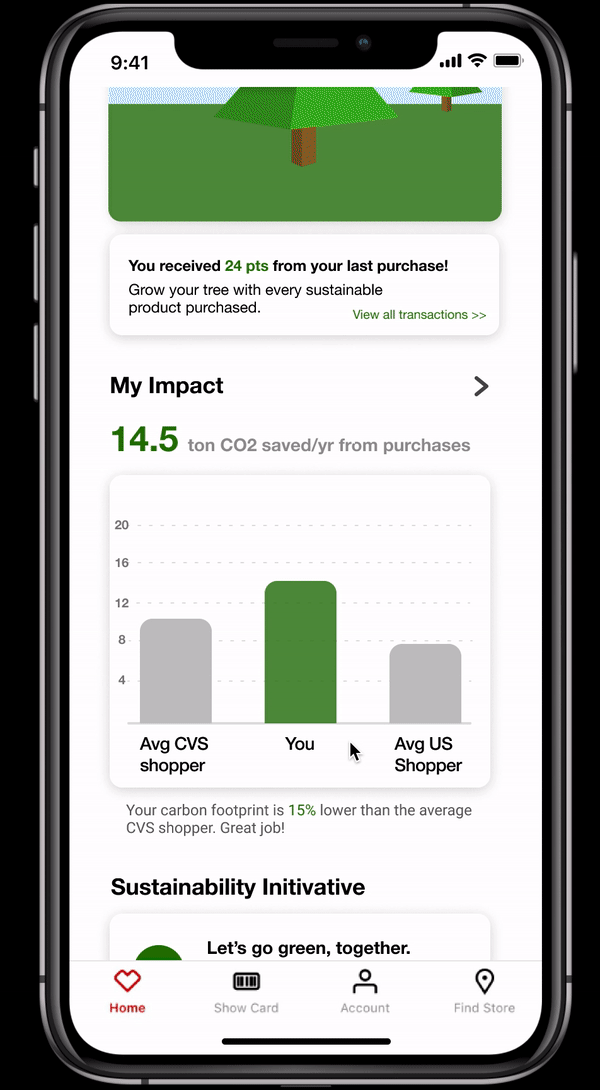 9:41
You received 24 pts from your last purchase!
Grow your tree with every sustainable
product purchased.
View all transactions >>
My Impact
14.5 ton CO2 saved/yr from purchases
20
16
12
8
4
Avg CVS
shopper
You
Avg US
Shopper
Your carbon footprint is 15% lower than the average
CVS shopper. Great job!
Sustainability Initivative
Let’s go green, together.
Home
Show Card
Account
Find Store